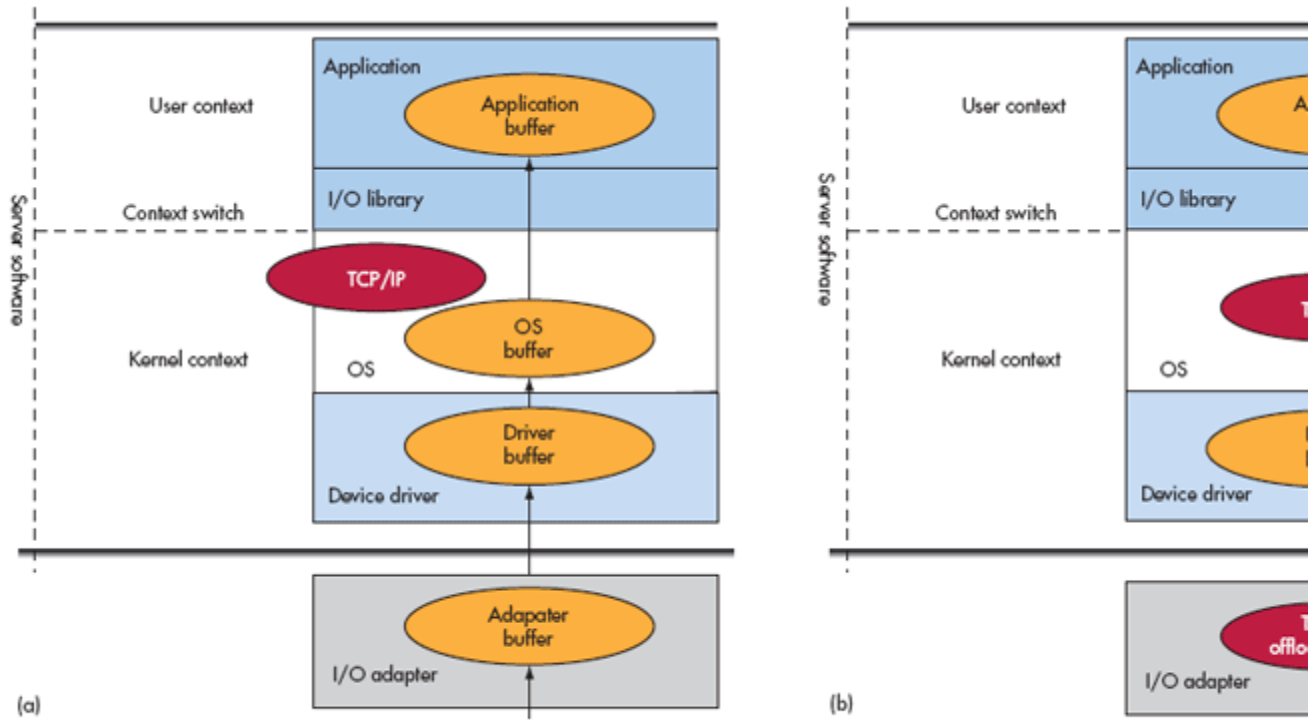 Application
User context
Application
buffer
I/O library
Server software
Context switch
TCP/IP
OS
buffer
Kernel context
OS
Driver
buffer
Device driver
Adapater
buffer
I/O adapter
(a)
Application
User context
I/O library
Server software
Context switch
Kernel context
OS
Device driver
I/O adapter
(b)